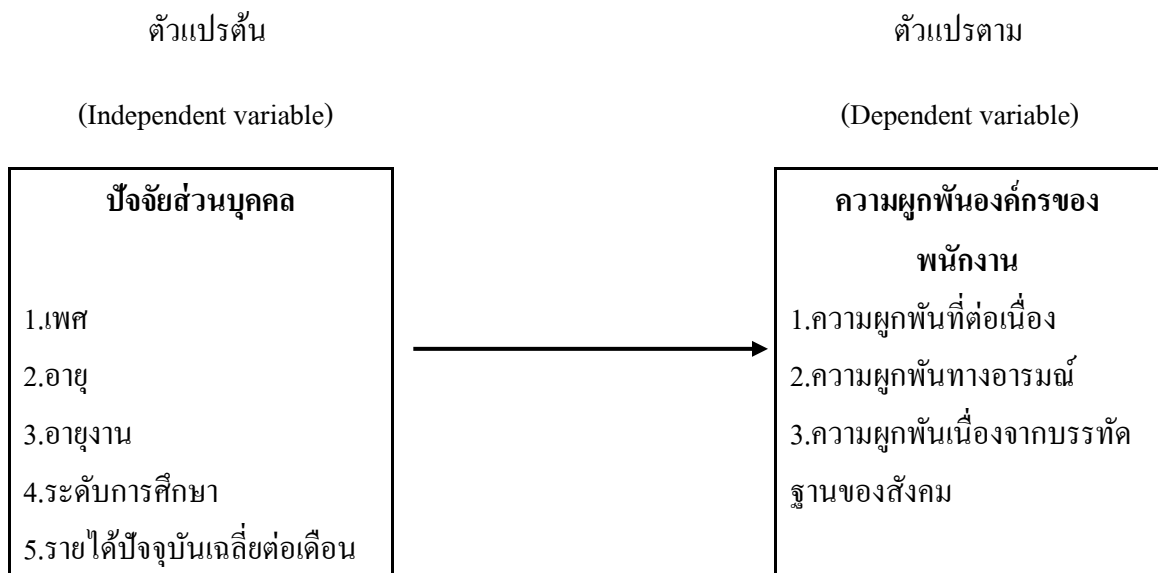 ตัวแปรต้น
(Independent variable)
ปัจจัยส่วนบุคคล
1.เพศ
2.อายุ
3.อายุงาน
4.ระดับการศึกษา
5.รายได้ปัจจุบันเฉลี่ยต่อเดือน
ตัวแปรตาม
(Dependent variable)
ความผูกพันองค์กรของ
พนักงาน
1.ความผูกพันที่ต่อเนื่อง
2.ความผูกพันทางอารมณ์
3.ความผูกพันเนื่องจากบรรทัด
ฐานของสังคม